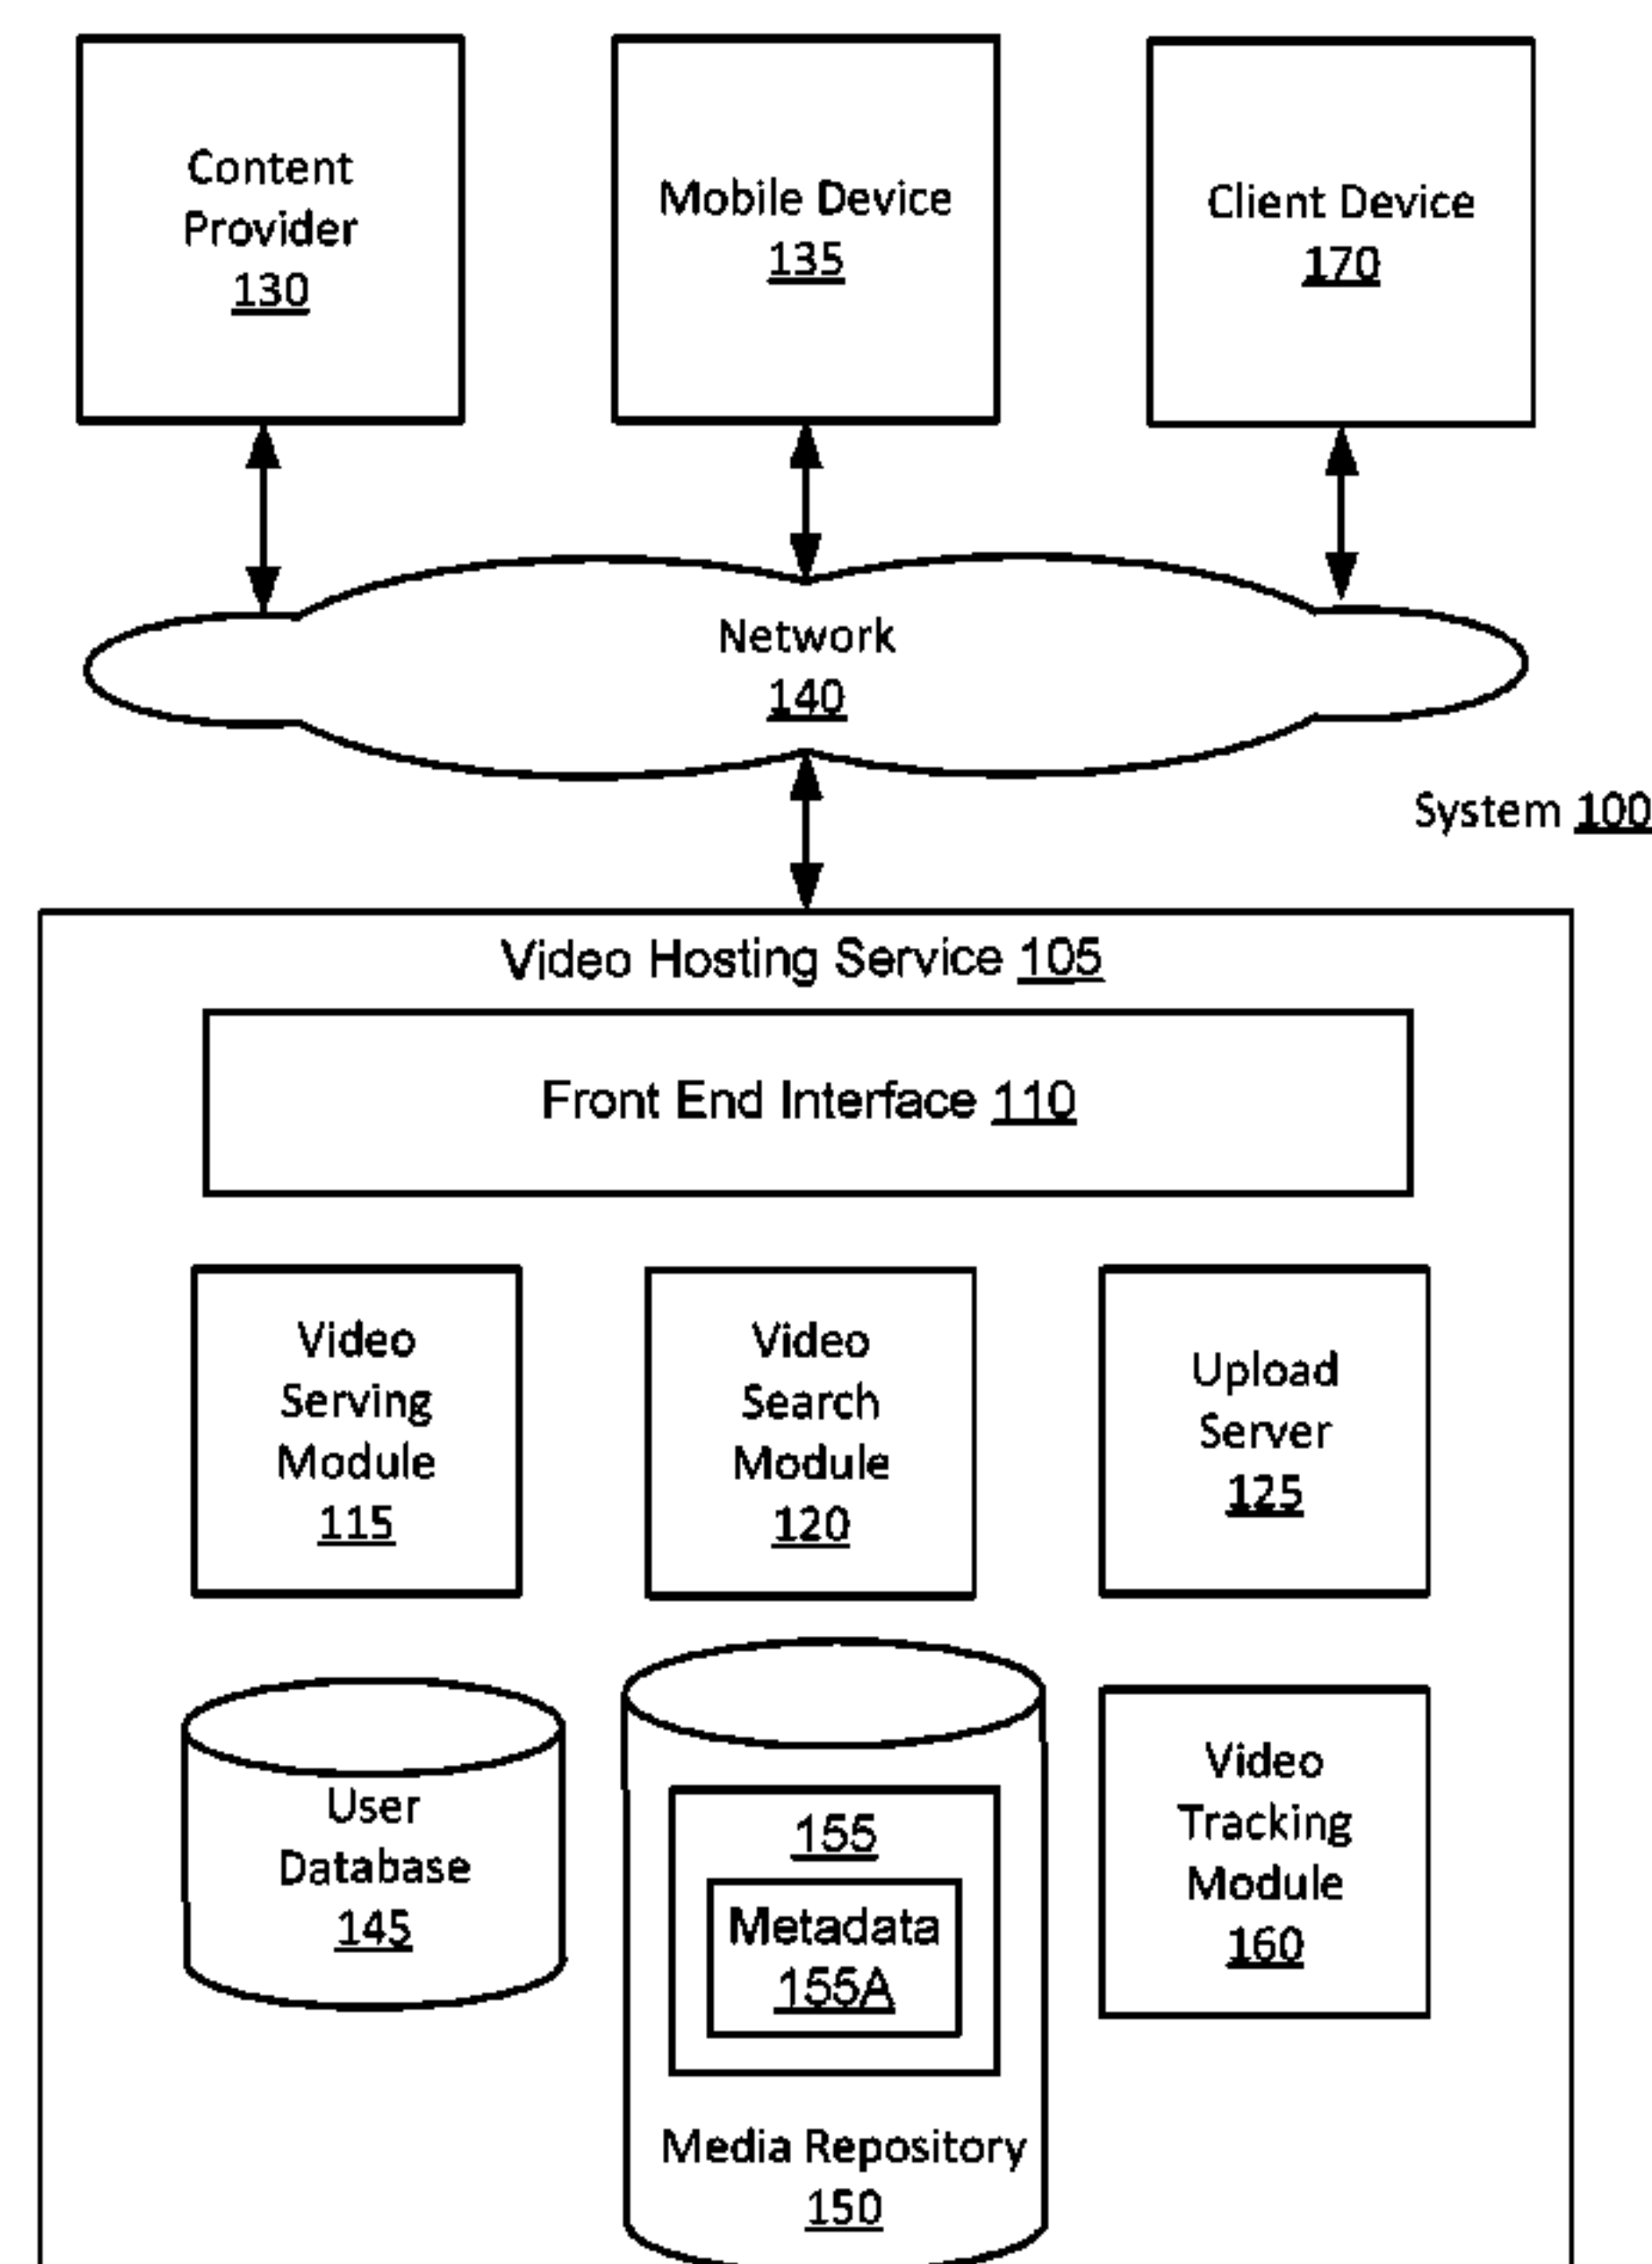 Content
Provider
130
Mobile Device
135
Client Device
170
Network
140
System 100
Video Hosting Service 105
Front End Interface 110
Video
Serving
Module
115
Video
Search
Module
120
Upload
Server
125
User
Database
145
155
Metadata
155A
Media Repository
150
Video
Tracking
Module
160